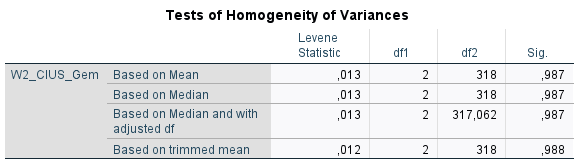 Tests of Homogeneity of Variances
Levene
Statistic df1 df2 Sig.
W2_CIUS_Gem Based on Mean ,013 2 318 ,987
Based on Median ,013 2 318 ,987
Based on Median and with
adjusted df ,013 2 317,062 ,987
Based on trimmed mean ,012 2 318 ,988